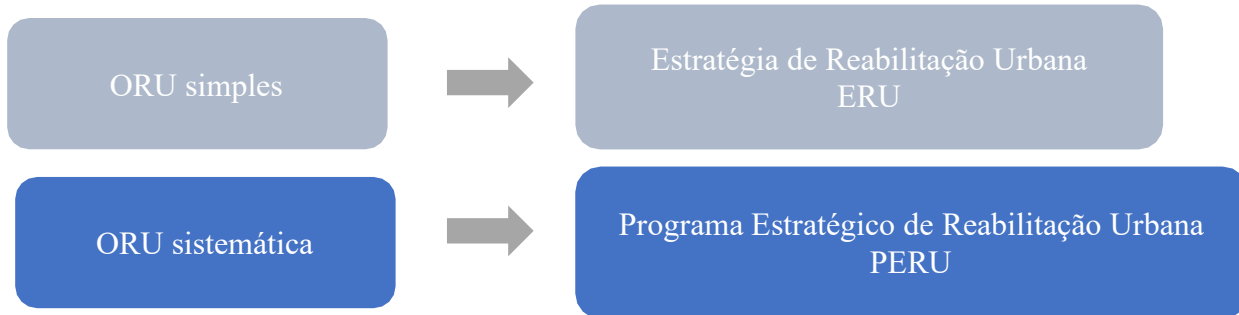 ORU simples
Estratégia de Reabilitação Urbana
ERU
ORU sistemática
Programa Estratégico de Reabilitação Urbana
PERU